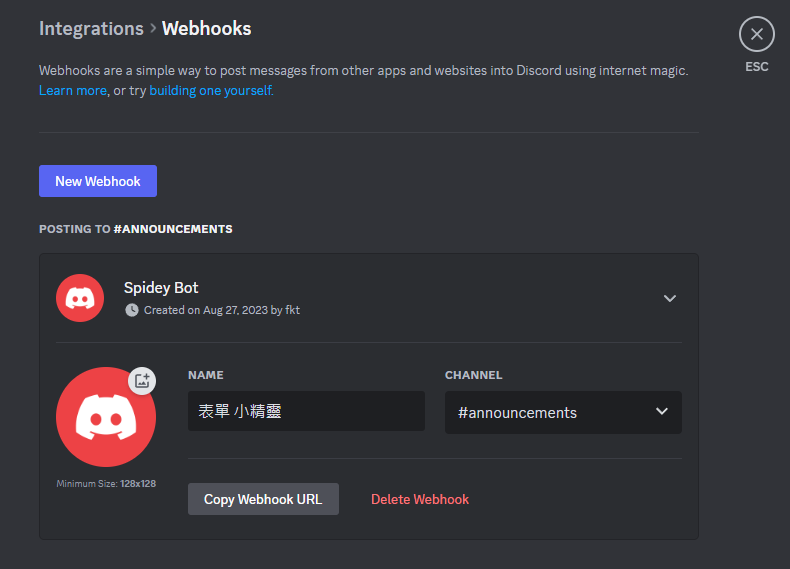 Integrations > Webhooks
ESC
Webhooks are a simple way to post messages from other apps and websites into Discord using internet magic.
Learn more, or try building one yourself.
New Webhook
POSTING TO #ANNOUNCEMENTS
Spidey Bot
Created on Aug 27, 2023 by fkt
NAME
CHANNEL
表單 小精靈
#announcements
Minimum Size: 128x128
Copy Webhook URL
Delete Webhook